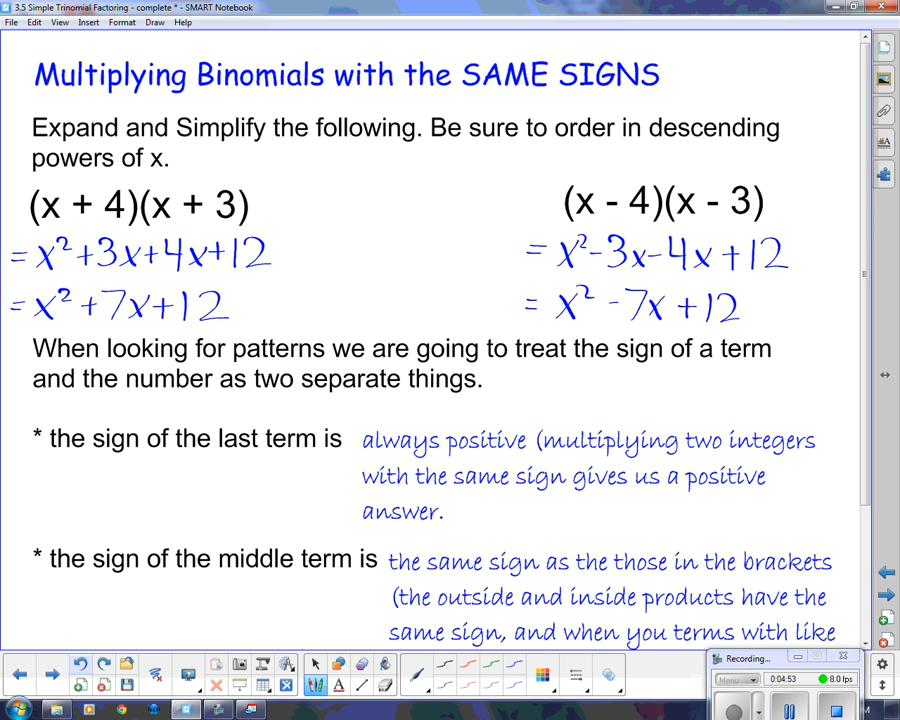 3.5 Simple Trinomial Factoring - complete * - SMART Notebook
File Edit View Insert Format Draw Help
Multiplying Binomials with the SAME SIGNS
Expand and Simplify the following. Be sure to order in descending
powers of x.
(x + 4)(x + 3) (x - 4)(x - 3)
= x² + 3x + 4x + 12 = x² - 3x - 4x + 12
= x² + 7x + 12 = x² - 7x + 12
When looking for patterns we are going to treat the sign of a term
and the number as two separate things.
* the sign of the last term is always positive (multiplying two integers
with the same sign gives us a positive
answer.
* the sign of the middle term is the same sign as the those in the brackets
(the outside and inside products have the
same sign, and when you terms with like
Recording...
Menu 0:04:53 8.0 fps